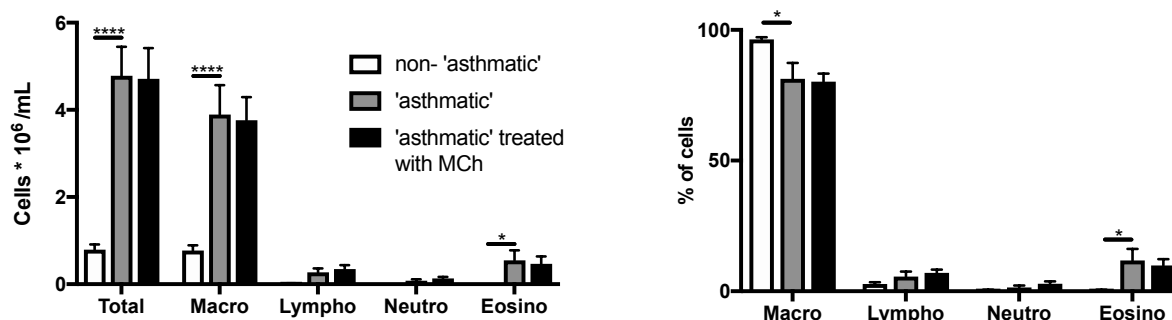 Cells * 10⁶ /mL
6
4
2
0
****
****
*
non- 'asthmatic'
'asthmatic'
'asthmatic' treated
with MCh
Total Macro Lympho Neutro Eosino
% of cells
100
50
0
*
*
Macro Lympho Neutro Eosino